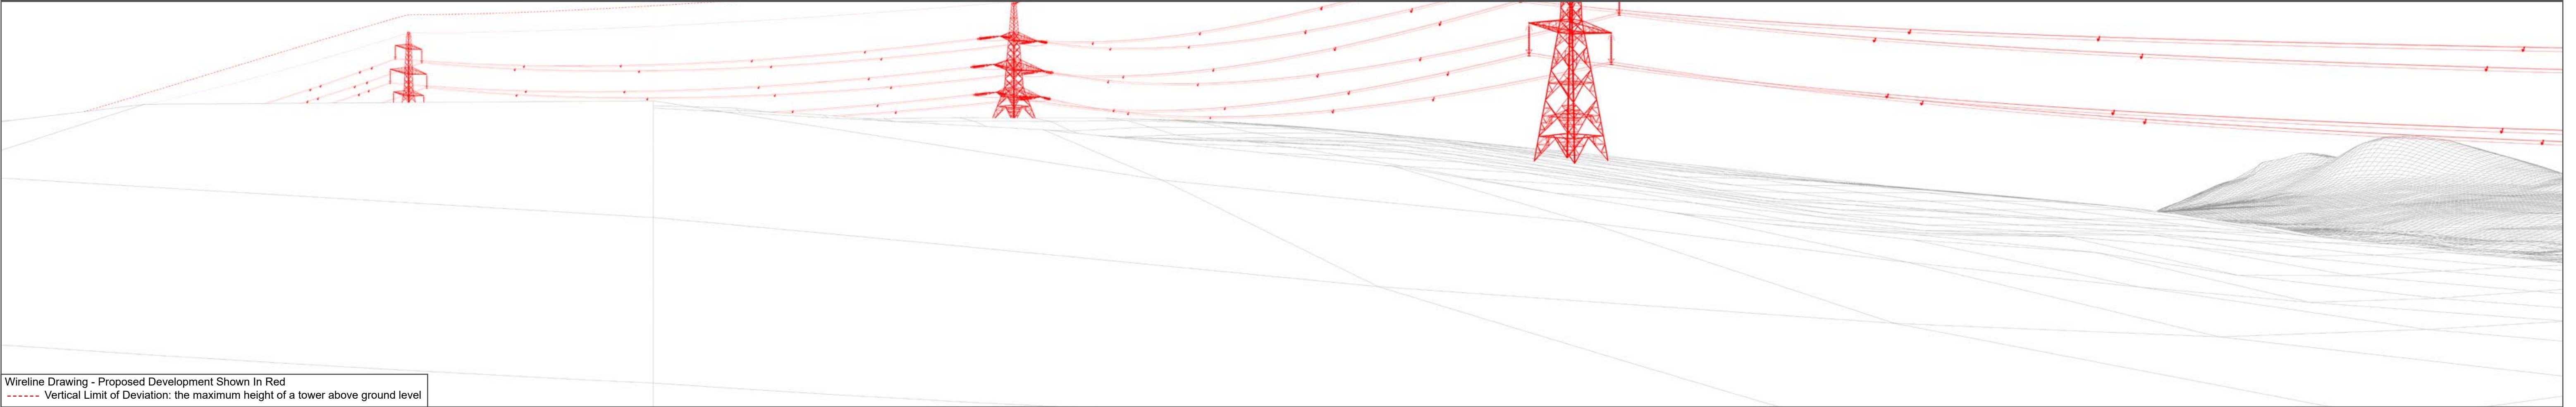 Wireline Drawing - Proposed Development Shown In Red
Vertical Limit of Deviation: the maximum height of a tower above ground level